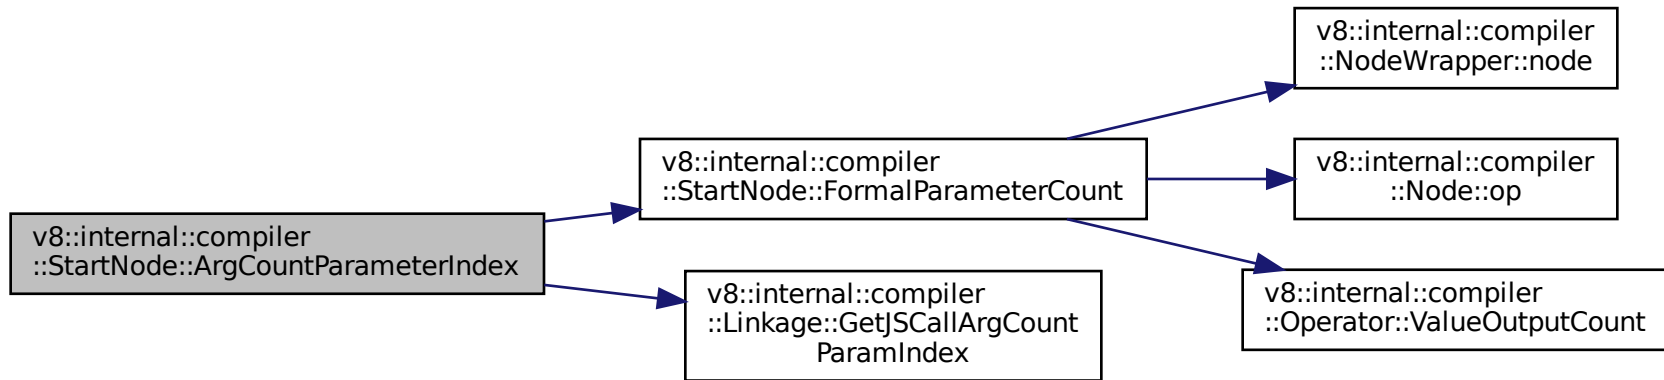 v8::internal::compiler
::StartNode::ArgCountParameterIndex
v8::internal::compiler
::StartNode::FormalParameterCount
v8::internal::compiler
::Linkage::GetJSCallArgCount
ParamIndex
v8::internal::compiler
::NodeWrapper::node
v8::internal::compiler
::Node::op
v8::internal::compiler
::Operator::ValueOutputCount